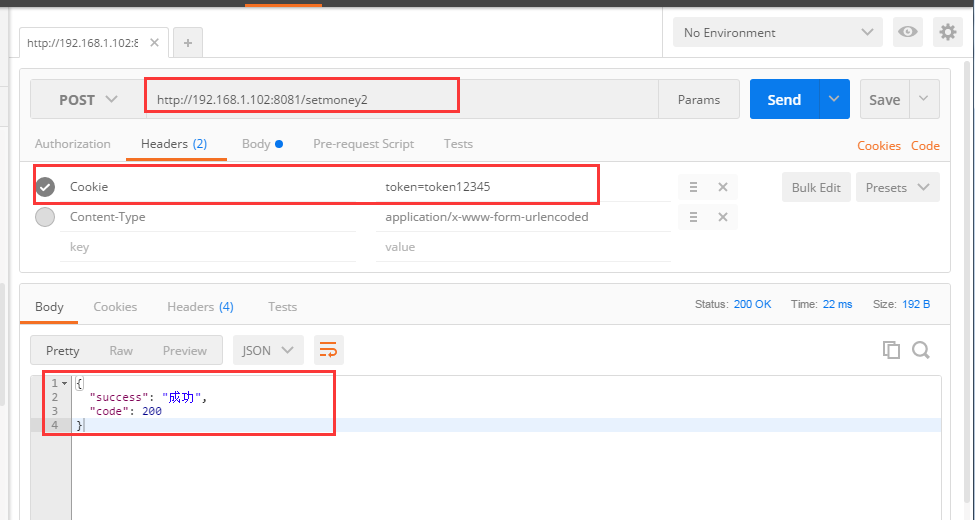 http://192.168.1.102:8
No Environment
POST http://192.168.1.102:8081/setmoney2 Params Send Save
Authorization Headers (2) Body Pre-request Script Tests Cookies Code
Cookie token=token12345 Bulk Edit Presets
Content-Type application/x-www-form-urlencoded
key value
Body Cookies Headers (4) Tests Status: 200 OK Time: 22 ms Size: 192 B
Pretty Raw Preview JSON
1 {
2 "success": "成功",
3 "code": 200
4 }